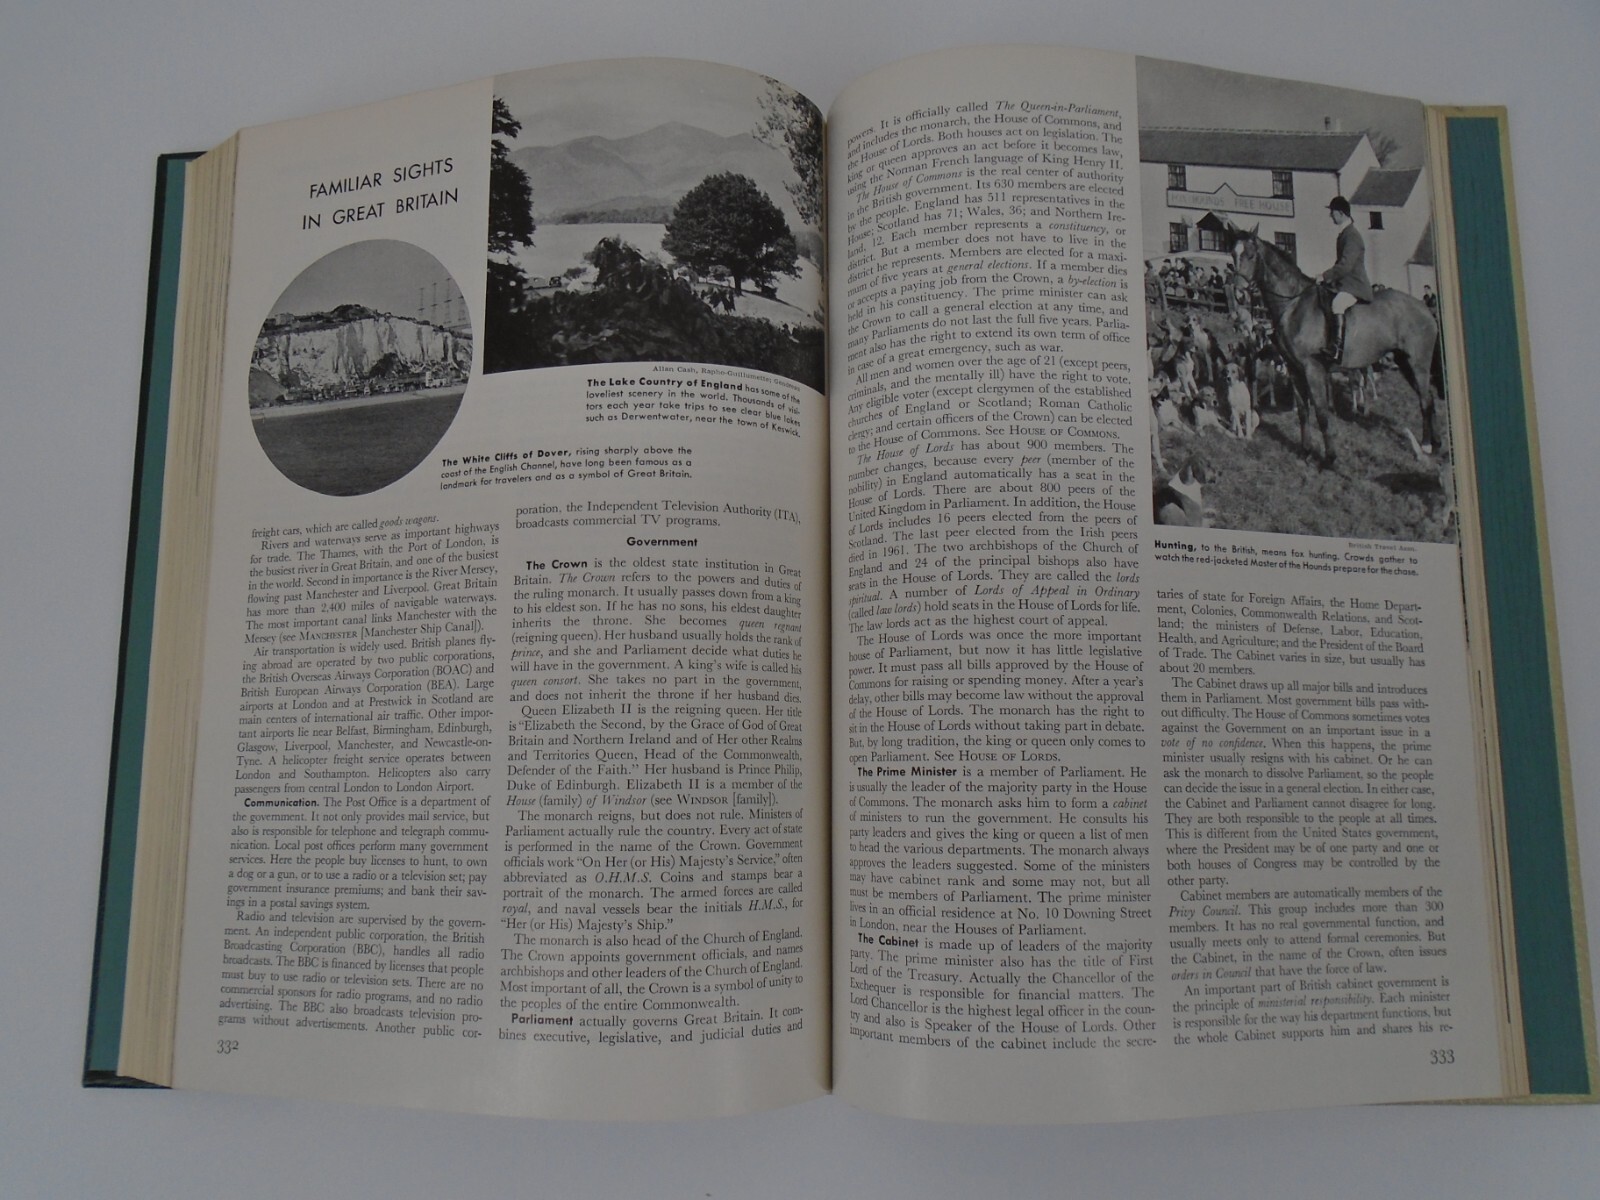 FAMILIAR SIGHTS
IN GREAT BRITAIN
Allan Cash, Rapho-Guillumette; Gendreau
The Lake Country of England has some of the
loveliest scenery in the world. Thousands of visi-
tors each year take trips to see clear blue lakes
such as Derwentwater, near the town of Keswick.
The White Cliffs of Dover, rising sharply above the
coast of the English Channel, have long been famous as a
landmark for travelers and as a symbol of Great Britain.
freight cars, which are called goods wagons.
Rivers and waterways serve as important highways
for trade. The Thames, with the Port of London, is
the busiest river in Great Britain, and one of the busiest
in the world. Second in importance is the River Mersey,
flowing past Manchester and Liverpool. Great Britain
has more than 2,400 miles of navigable waterways.
The most important canal links Manchester with the
Mersey (see MANCHESTER [Manchester Ship Canal]).
Air transportation is widely used. British planes fly-
ing abroad are operated by two public corporations,
the British Overseas Airways Corporation (BOAC) and
British European Airways Corporation (BEA). Large
airports at London and at Prestwick in Scotland are
main centers of international air traffic. Other impor-
tant airports lie near Belfast, Birmingham, Edinburgh,
Glasgow, Liverpool, Manchester, and Newcastle-on-
Tyne. A helicopter freight service operates between
London and Southampton. Helicopters also carry
passengers from central London to London Airport.
Communication. The Post Office is a department of
the government. It not only provides mail service, but
also is responsible for telephone and telegraph commu-
nication. Local post offices perform many government
services. Here the people buy licenses to hunt, to own
a dog or a gun, or to use a radio or a television set; pay
government insurance premiums; and bank their sav-
ings in a postal savings system.
Radio and television are supervised by the govern-
ment. An independent public corporation, the British
Broadcasting Corporation (BBC), handles all radio
broadcasts. The BBC is financed by licenses that people
must buy to use radio or television sets. There are no
commercial sponsors for radio programs, and no radio
advertising. The BBC also broadcasts television pro-
grams without advertisements. Another public cor-
332
poration, the Independent Television Authority (ITA),
broadcasts commercial TV programs.
Government
The Crown is the oldest state institution in Great
Britain. The Crown refers to the powers and duties of
the ruling monarch. It usually passes down from a king
to his eldest son. If he has no sons, his eldest daughter
inherits the throne. She becomes queen regnant
(reigning queen). Her husband usually holds the rank of
prince, and she and Parliament decide what duties he
will have in the government. A king's wife is called his
queen consort. She takes no part in the government,
and does not inherit the throne if her husband dies.
Queen Elizabeth II is the reigning queen. Her title
is "Elizabeth the Second, by the Grace of God of Great
Britain and Northern Ireland and of Her other Realms
and Territories Queen, Head of the Commonwealth,
Defender of the Faith." Her husband is Prince Philip,
Duke of Edinburgh. Elizabeth II is a member of the
House (family) of Windsor (see WINDSOR [family]).
The monarch reigns, but does not rule. Ministers of
Parliament actually rule the country. Every act of state
is performed in the name of the Crown. Government
officials work "On Her (or His) Majesty's Service," often
abbreviated as O.H.M.S. Coins and stamps bear a
portrait of the monarch. The armed forces are called
royal, and naval vessels bear the initials H.M.S., for
"Her (or His) Majesty's Ship."
The monarch is also head of the Church of England.
The Crown appoints government officials, and names
archbishops and other leaders of the Church of England.
Most important of all, the Crown is a symbol of unity to
the peoples of the entire Commonwealth.
Parliament actually governs Great Britain. It com-
bines executive, legislative, and judicial duties and
powers. It is officially called The Queen-in-Parliament,
and includes the monarch, the House of Commons, and
the House of Lords. Both houses act on legislation. The
king or queen approves an act before it becomes law,
using the Norman French language of King Henry II.
The House of Commons is the real center of authority
in the British government. Its 630 members are elected
by the people. England has 511 representatives in the
House; Scotland has 71; Wales, 36; and Northern Ire-
land, 12. Each member represents a constituency, or
district. But a member does not have to live in the
district he represents. Members are elected for a maxi-
mum of five years at general elections. If a member dies
or accepts a paying job from the Crown, a by-election is
held in his constituency. The prime minister can ask
the Crown to call a general election at any time, and
many Parliaments do not last the full five years. Parlia-
ment also has the right to extend its own term of office
in case of a great emergency, such as war.
All men and women over the age of 21 (except peers,
criminals, and the mentally ill) have the right to vote.
Any eligible voter (except clergymen of the established
churches of England or Scotland; Roman Catholic
clergy; and certain officers of the Crown) can be elected
to the House of Commons. See HOUSE OF COMMONS.
The House of Lords has about 900 members. The
number changes, because every peer (member of the
nobility) in England automatically has a seat in the
House of Lords. There are about 800 peers of the
United Kingdom in Parliament. In addition, the House
of Lords includes 16 peers elected from the peers of
Scotland. The last peer elected from the Irish peers
died in 1961. The two archbishops of the Church of
England and 24 of the principal bishops also have
seats in the House of Lords. They are called the lords
spiritual. A number of Lords of Appeal in Ordinary
(called law lords) hold seats in the House of Lords for life.
The law lords act as the highest court of appeal.
The House of Lords was once the more important
house of Parliament, but now it has little legislative
power. It must pass all bills approved by the House of
Commons for raising or spending money. After a year's
delay, other bills may become law without the approval
of the House of Lords. The monarch has the right to
sit in the House of Lords without taking part in debate.
But, by long tradition, the king or queen only comes to
open Parliament. See HOUSE OF LORDS.
The Prime Minister is a member of Parliament. He
is usually the leader of the majority party in the House
of Commons. The monarch asks him to form a cabinet
of ministers to run the government. He consults his
party leaders and gives the king or queen a list of men
to head the various departments. The monarch always
approves the leaders suggested. Some of the ministers
may have cabinet rank and some may not, but all
must be members of Parliament. The prime minister
lives in an official residence at No. 10 Downing Street
in London, near the Houses of Parliament.
The Cabinet is made up of leaders of the majority
party. The prime minister also has the title of First
Lord of the Treasury. Actually the Chancellor of the
Exchequer is responsible for financial matters. The
Lord Chancellor is the highest legal officer in the coun-
try and also is Speaker of the House of Lords. Other
important members of the cabinet include the secre-
FREE HOUSE
British Travel Assn.
Hunting, to the British, means fox hunting. Crowds gather to
watch the red-jacketed Master of the Hounds prepare for the chase.
taries of state for Foreign Affairs, the Home Depart-
ment, Colonies, Commonwealth Relations, and Scot-
land; the ministers of Defense, Labor, Education,
Health, and Agriculture; and the President of the Board
of Trade. The Cabinet varies in size, but usually has
about 20 members.
The Cabinet draws up all major bills and introduces
them in Parliament. Most government bills pass with-
out difficulty. The House of Commons sometimes votes
against the Government on an important issue in a
vote of no confidence. When this happens, the prime
minister usually resigns with his cabinet. Or he can
ask the monarch to dissolve Parliament, so the people
can decide the issue in a general election. In either case,
the Cabinet and Parliament cannot disagree for long.
They are both responsible to the people at all times.
This is different from the United States government,
where the President may be of one party and one or
both houses of Congress may be controlled by the
other party.
Cabinet members are automatically members of the
Privy Council. This group includes more than 300
members. It has no real governmental function, and
usually meets only to attend formal ceremonies. But
the Cabinet, in the name of the Crown, often issues
orders in Council that have the force of law.
An important part of British cabinet government is
the principle of ministerial responsibility. Each minister
is responsible for the way his department functions, but
the whole Cabinet supports him and shares his re-
333